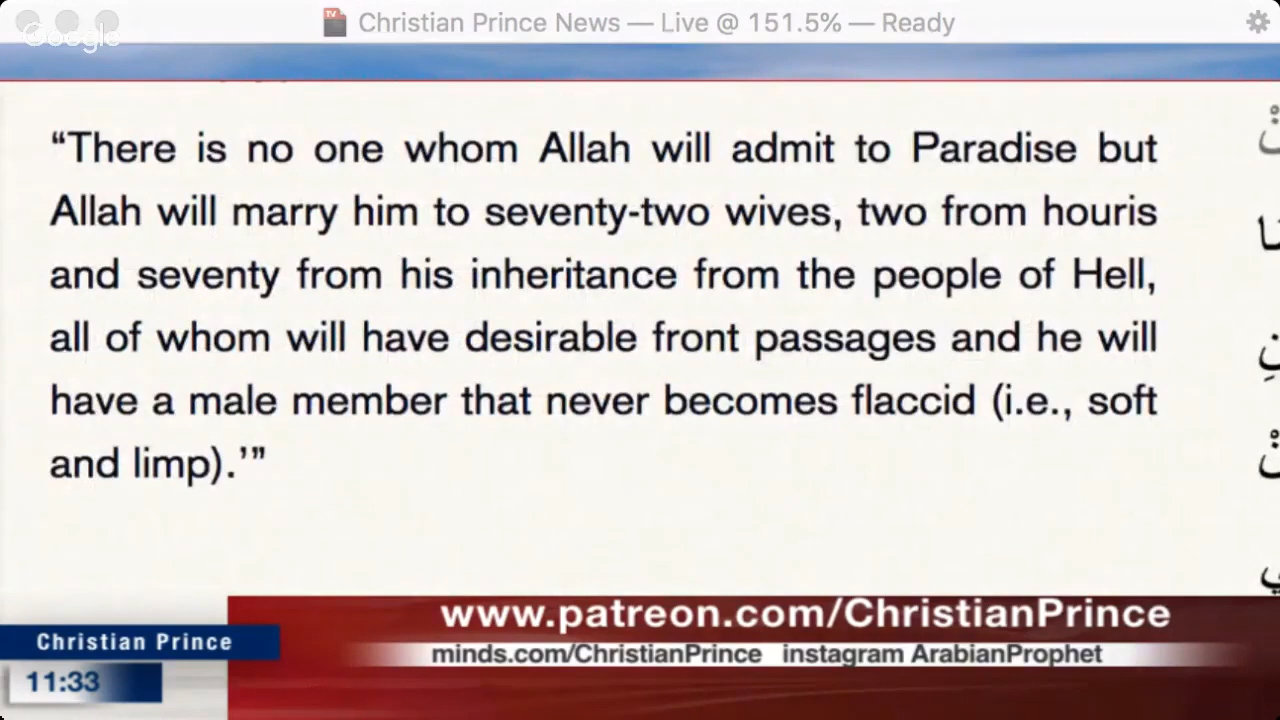 Christian Prince News — Live @ 151.5% — Ready
Google
“There is no one whom Allah will admit to Paradise but
Allah will marry him to seventy-two wives, two from houris
and seventy from his inheritance from the people of Hell,
all of whom will have desirable front passages and he will
have a male member that never becomes flaccid (i.e., soft
and limp).’”
www.patreon.com/ChristianPrince
Christian Prince
minds.com/ChristianPrince instagram ArabianProphet
11:33